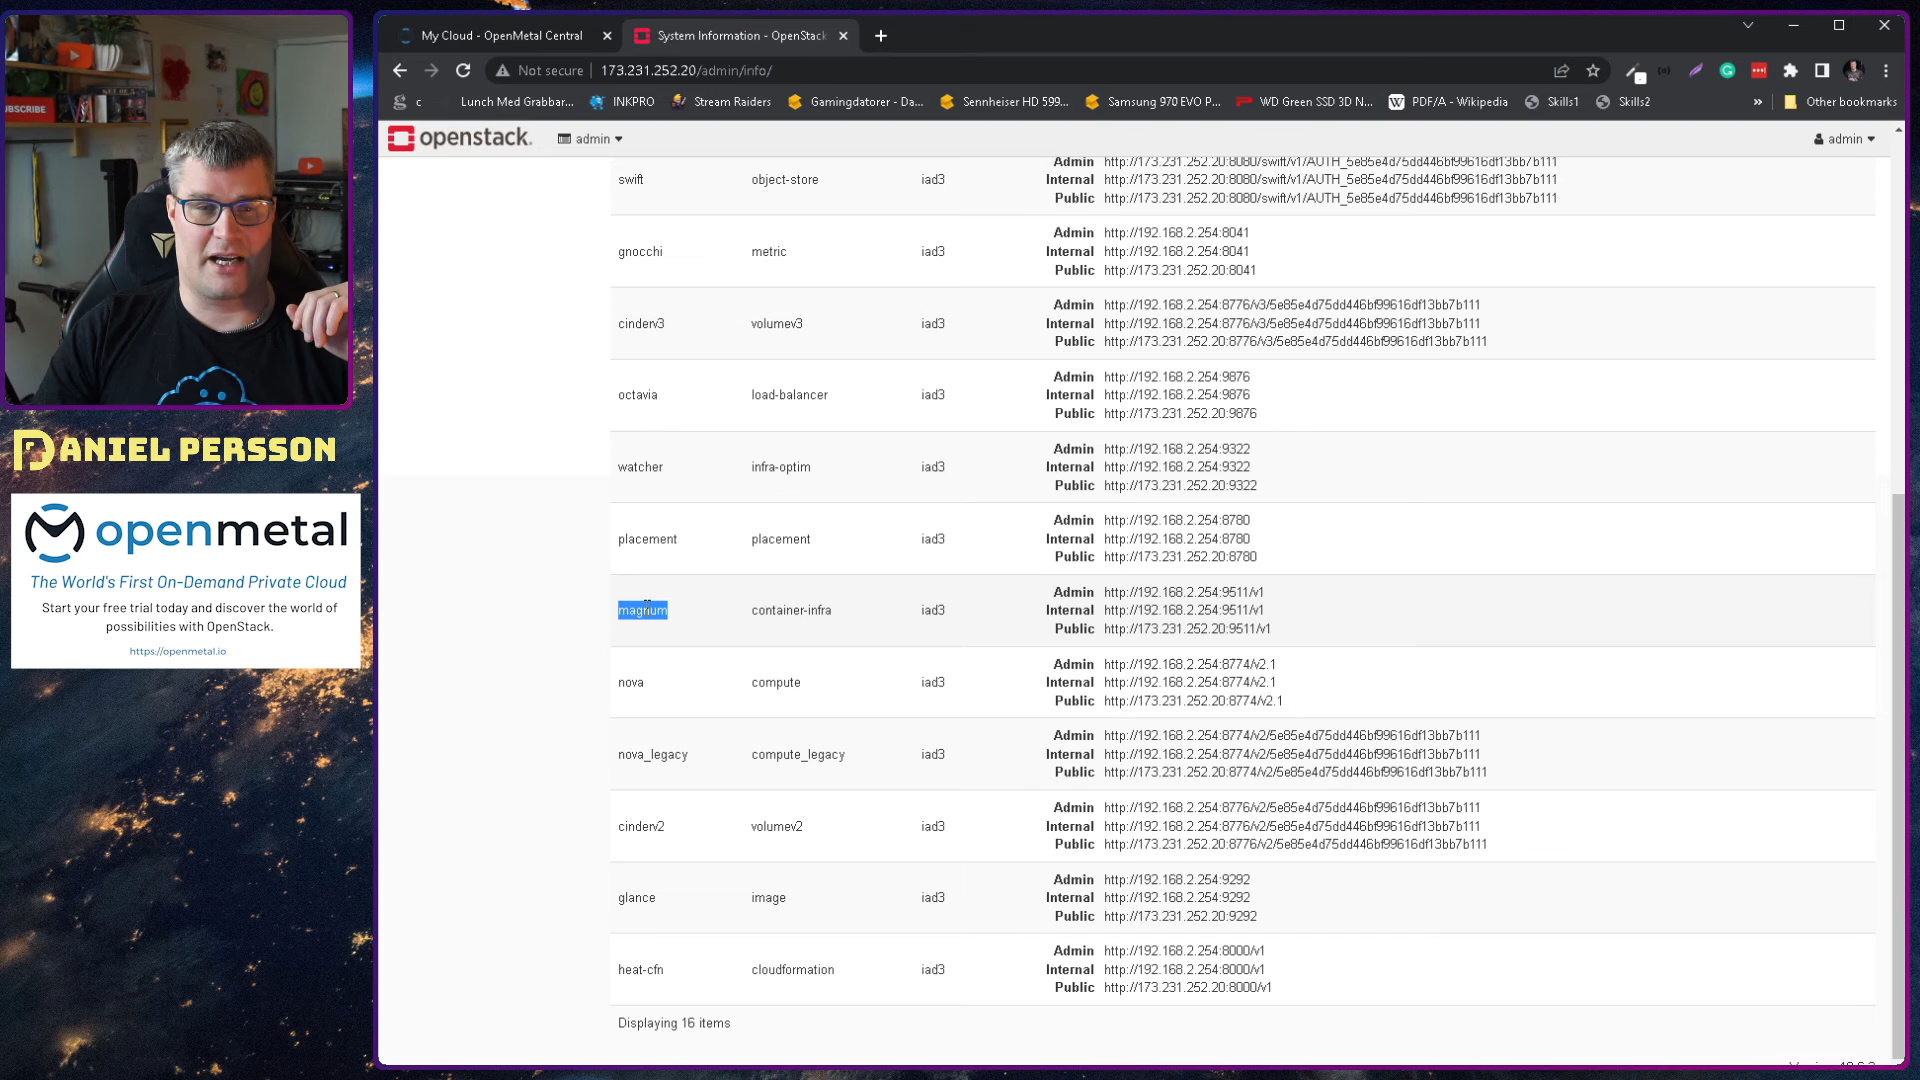 My Cloud - OpenMetal Central
System Information - OpenStack
Not secure
173.231.252.20/admin/info/
c
Lunch Med Grabbar...
INKPRO
Stream Raiders
Gamingdatorer - Da...
Sennheiser HD 599...
Samsung 970 EVO P...
WD Green SSD 3D N...
PDF/A - Wikipedia
Skills1
Skills2
»
Other bookmarks
openstack.
admin
admin
SUBSCRIBE
DANIEL PERSSON
openmetal
The World's First On-Demand Private Cloud
Start your free trial today and discover the world of
possibilities with OpenStack.
https://openmetal.io
Admin http://173.231.252.20:8080/swift/v1/AUTH_5e85e4d75dd446bf99616df13bb7b111
swift object-store iad3 Internal http://173.231.252.20:8080/swift/v1/AUTH_5e85e4d75dd446bf99616df13bb7b111
Public http://173.231.252.20:8080/swift/v1/AUTH_5e85e4d75dd446bf99616df13bb7b111
Admin http://192.168.2.254:8041
gnocchi metric iad3 Internal http://192.168.2.254:8041
Public http://173.231.252.20:8041
Admin http://192.168.2.254:8776/v3/5e85e4d75dd446bf99616df13bb7b111
cinderv3 volumev3 iad3 Internal http://192.168.2.254:8776/v3/5e85e4d75dd446bf99616df13bb7b111
Public http://173.231.252.20:8776/v3/5e85e4d75dd446bf99616df13bb7b111
Admin http://192.168.2.254:9876
octavia load-balancer iad3 Internal http://192.168.2.254:9876
Public http://173.231.252.20:9876
Admin http://192.168.2.254:9322
watcher infra-optim iad3 Internal http://192.168.2.254:9322
Public http://173.231.252.20:9322
Admin http://192.168.2.254:8780
placement placement iad3 Internal http://192.168.2.254:8780
Public http://173.231.252.20:8780
Admin http://192.168.2.254:9511/v1
magnum container-infra iad3 Internal http://192.168.2.254:9511/v1
Public http://173.231.252.20:9511/v1
Admin http://192.168.2.254:8774/v2.1
nova compute iad3 Internal http://192.168.2.254:8774/v2.1
Public http://173.231.252.20:8774/v2.1
Admin http://192.168.2.254:8774/v2/5e85e4d75dd446bf99616df13bb7b111
nova_legacy compute_legacy iad3 Internal http://192.168.2.254:8774/v2/5e85e4d75dd446bf99616df13bb7b111
Public http://173.231.252.20:8774/v2/5e85e4d75dd446bf99616df13bb7b111
Admin http://192.168.2.254:8776/v2/5e85e4d75dd446bf99616df13bb7b111
cinderv2 volumev2 iad3 Internal http://192.168.2.254:8776/v2/5e85e4d75dd446bf99616df13bb7b111
Public http://173.231.252.20:8776/v2/5e85e4d75dd446bf99616df13bb7b111
Admin http://192.168.2.254:9292
glance image iad3 Internal http://192.168.2.254:9292
Public http://173.231.252.20:9292
Admin http://192.168.2.254:8000/v1
heat-cfn cloudformation iad3 Internal http://192.168.2.254:8000/v1
Public http://173.231.252.20:8000/v1
Displaying 16 items